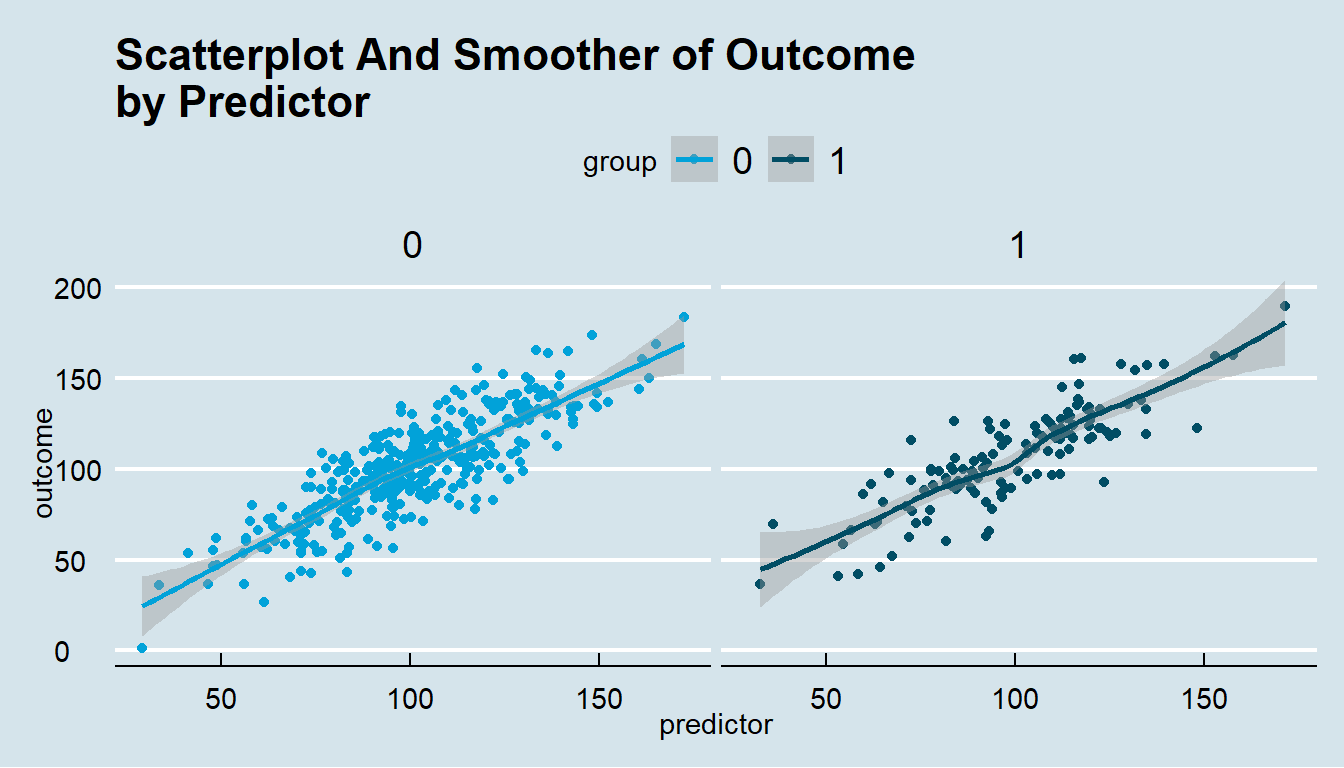 Scatterplot And Smoother of Outcome
by Predictor
group 0 1
0 1
200
150
100
50
0
outcome
50 100 150 50 100 150
predictor